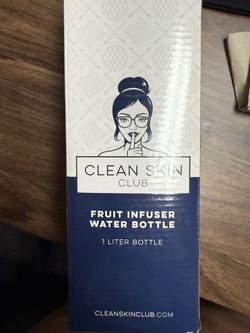 CLEAN SKIN
CLUB
FRUIT INFUSER
WATER BOTTLE
1 LITER BOTTLE
CLEANSKINCLUB.COM